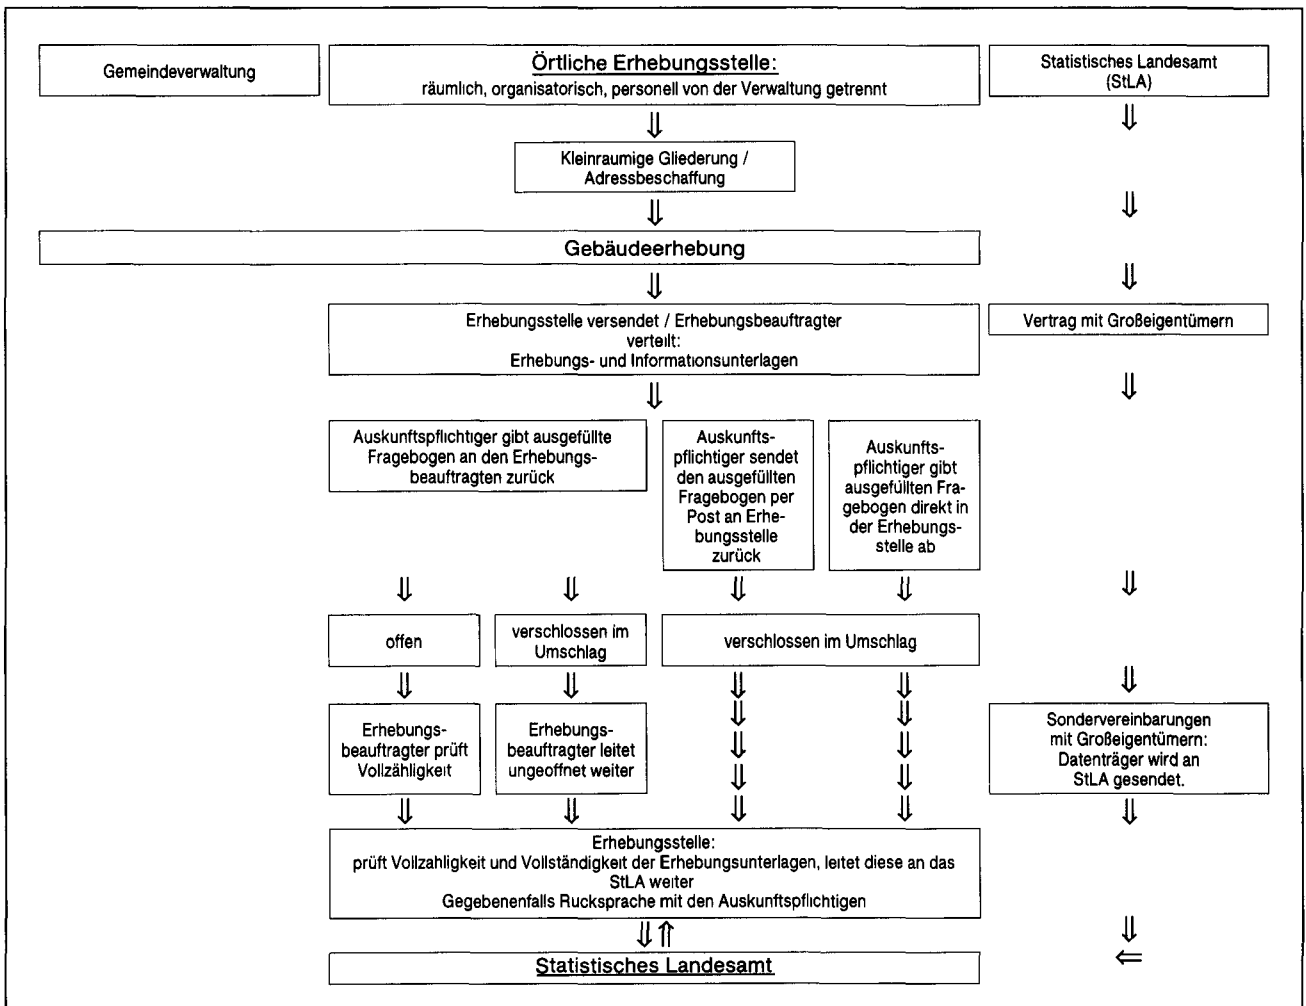 Gemeindeverwaltung
Örtliche Erhebungsstelle:
räumlich, organisatorisch, personell von der Verwaltung getrennt
Statistisches Landesamt
(StLA)
⇓
⇓
Kleinraumige Gliederung /
Adressbeschaffung
⇓
⇓
Gebäudeerhebung
⇓
⇓
Erhebungsstelle versendet / Erhebungsbeauftragter
verteilt:
Erhebungs- und Informationsunterlagen
Vertrag mit Großeigentümern
⇓
⇓
Auskunftspflichtiger gibt ausgefüllte
Fragebogen an den Erhebungs-
beauftragten zurück
Auskunfts-
pflichtiger sendet
den ausgefüllten
Fragebogen per
Post an Erhe-
bungsstelle
zurück
Auskunfts-
pflichtiger gibt
ausgefüllten Fra-
gebogen direkt in
der Erhebungs-
stelle ab
⇓ ⇓ ⇓ ⇓ ⇓
offen
verschlossen im
Umschlag
verschlossen im Umschlag
⇓ ⇓ ⇓ ⇓ ⇓
Erhebungs-
beauftragter prüft
Vollzähligkeit
Erhebungs-
beauftragter leitet
ungeoffnet weiter
⇓ ⇓
⇓ ⇓
⇓ ⇓
Sondervereinbarungen
mit Großeigentümern:
Datenträger wird an
StLA gesendet.
⇓ ⇓ ⇓ ⇓ ⇓
Erhebungsstelle:
prüft Vollzahligkeit und Vollständigkeit der Erhebungsunterlagen, leitet diese an das
StLA weiter
Gegebenenfalls Rucksprache mit den Auskunftspflichtigen
⇓ ⇑ ⇓
Statistisches Landesamt ⇐